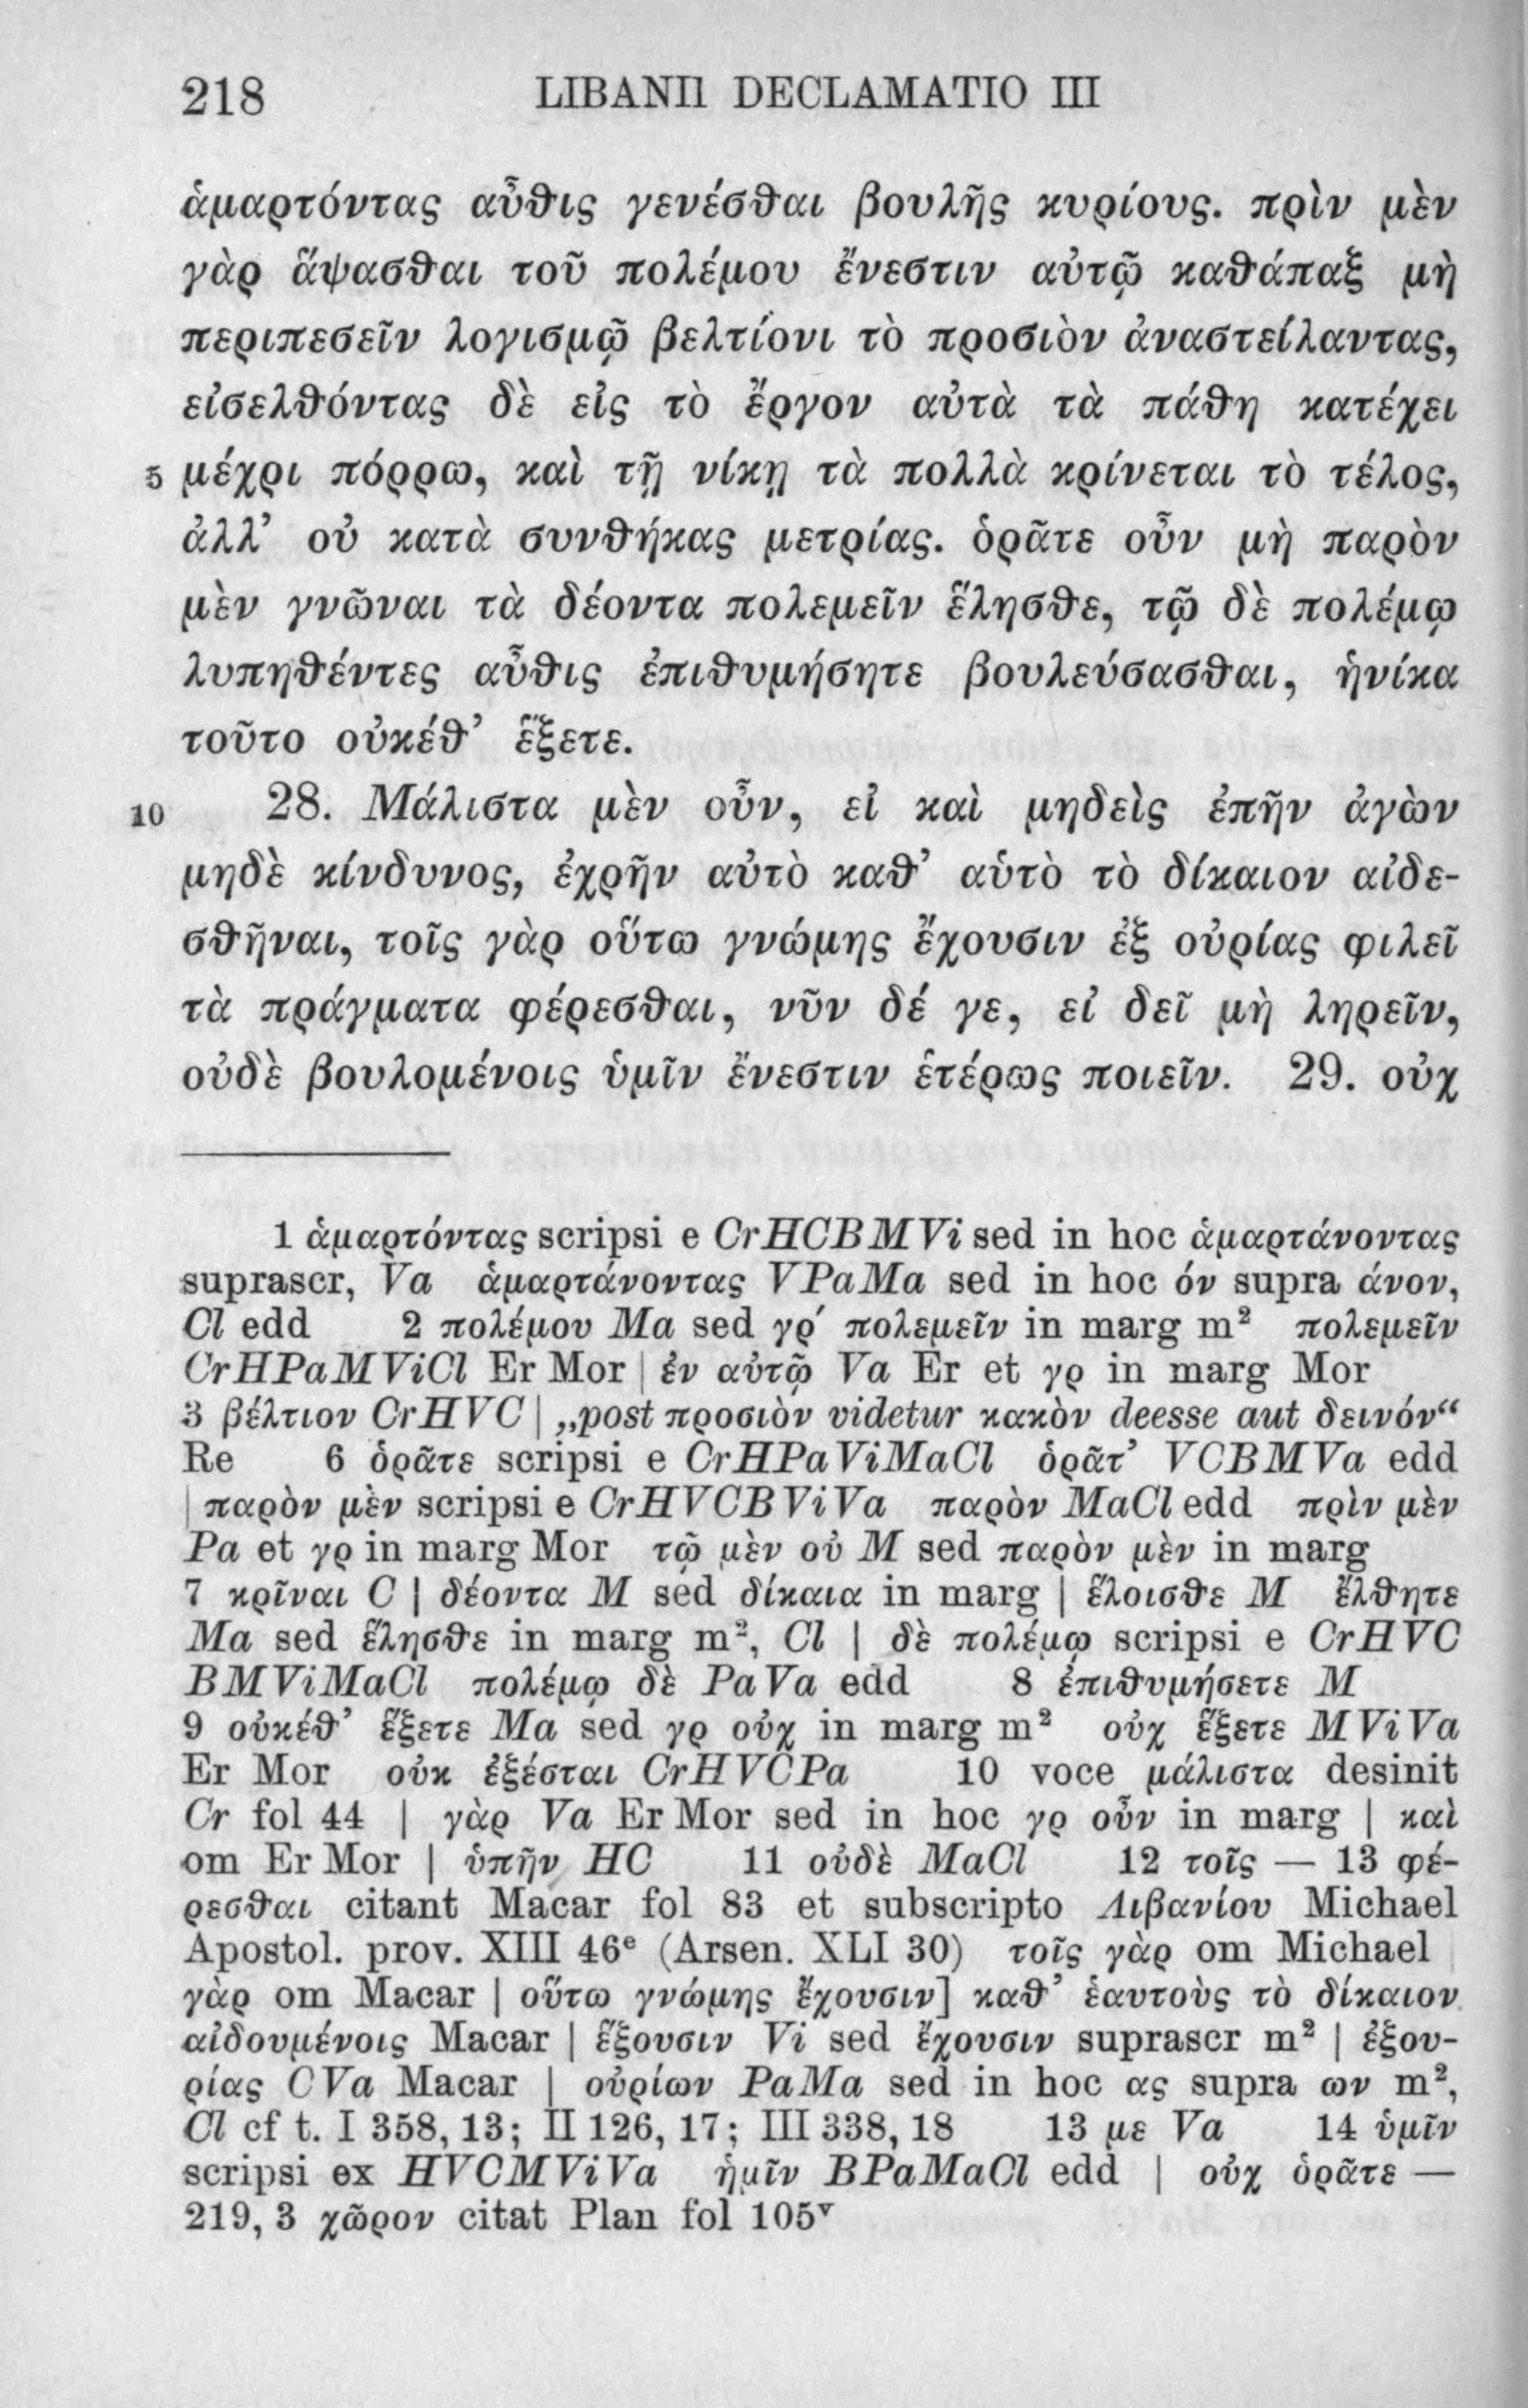 218 LIBANII DECLAMATIO III
ἁμαρτόντας αὖθις γενέσθαι βουλῆς κυρίους. πρὶν μὲν
γὰρ ἅψασθαι τοῦ πολέμου ἔνεστιν αὐτῷ καθάπαξ μὴ
περιπεσεῖν λογισμῷ βελτίονι τὸ προσιὸν ἀναστείλαντας,
εἰσελθόντας δὲ εἰς τὸ ἔργον αὐτὰ τὰ πάθη κατέχει
5 μέχρι πόρρω, καὶ τῇ νίκῃ τὰ πολλὰ κρίνεται τὸ τέλος,
ἀλλ’ οὐ κατὰ συνθήκας μετρίας. ὁρᾶτε οὖν μὴ παρὸν
μὲν γνῶναι τὰ δέοντα πολεμεῖν ἕλησθε, τῷ δὲ πολέμῳ
λυπηθέντες αὖθις ἐπιθυμήσητε βουλεύσασθαι, ἡνίκα
τοῦτο οὐκέθ’ ἕξετε.
10 28. Μάλιστα μὲν οὖν, εἰ καὶ μηδεὶς ἐπῆν ἀγὼν
μηδὲ κίνδυνος, ἐχρῆν αὐτὸ καθ’ αὑτὸ τὸ δίκαιον αἰδε-
σθῆναι, τοῖς γὰρ οὕτω γνώμης ἔχουσιν ἐξ οὐρίας φιλεῖ
τὰ πράγματα φέρεσθαι, νῦν δέ γε, εἰ δεῖ μὴ ληρεῖν,
οὐδὲ βουλομένοις ὑμῖν ἔνεστιν ἑτέρως ποιεῖν. 29. οὐχ
1 ἁμαρτόντας scripsi e CrHCBMVi sed in hoc ἁμαρτάνοντας
suprascr, Va ἁμαρτάνοντας VPaMa sed in hoc όν supra άνον,
Cl edd 2 πολέμου Ma sed γρ´ πολεμεῖν in marg m² πολεμεῖν
CrHPaMViCl Er Mor | ἐν αὐτῷ Va Er et γρ in marg Mor
3 βέλτιον CrHVC | „post προσιὸν videtur κακὸν deesse aut δεινόν“
Re 6 ὁρᾶτε scripsi e CrHPaViMaCl ὁρᾶτ’ VCBMVa edd
| παρὸν μὲν scripsi e CrHVCBViVa παρὸν MaCl edd πρὶν μὲν
Pa et γρ in marg Mor τῷ μὲν οὐ M sed παρὸν μὲν in marg
7 κρῖναι C | δέοντα M sed δίκαια in marg | ἕλοισθε M ἔλθητε
Ma sed ἕλησθε in marg m², Cl | δὲ πολέμῳ scripsi e CrHVC
BMViMaCl πολέμῳ δὲ PaVa edd 8 ἐπιθυμήσετε M
9 οὐκέθ’ ἕξετε Ma sed γρ οὐχ in marg m² οὐχ ἕξετε MViVa
Er Mor οὐκ ἐξέσται CrHVCPa 10 voce μάλιστα desinit
Cr fol 44 | γὰρ Va Er Mor sed in hoc γρ οὖν in marg | καὶ
om Er Mor | ὑπῆν HC 11 οὐδὲ MaCl 12 τοῖς — 13 φέ-
ρεσθαι citant Macar fol 83 et subscripto Λιβανίου Michael
Apostol. prov. XIII 46ᵉ (Arsen. XLI 30) τοῖς γὰρ om Michael
γὰρ om Macar | οὕτω γνώμης ἔχουσιν] καθ’ ἑαυτοὺς τὸ δίκαιον
αἰδουμένοις Macar | ἕξουσιν Vi sed ἔχουσιν suprascr m² | ἐξου-
ρίας CVa Macar | οὐρίων PaMa sed in hoc ας supra ων m²,
Cl cf t. I 358, 13; II 126, 17; III 338, 18 13 με Va 14 ὑμῖν
scripsi ex HVCMViVa ἡμῖν BPaMaCl edd | οὐχ ὁρᾶτε —
219, 3 χῶρον citat Plan fol 105ᵛ